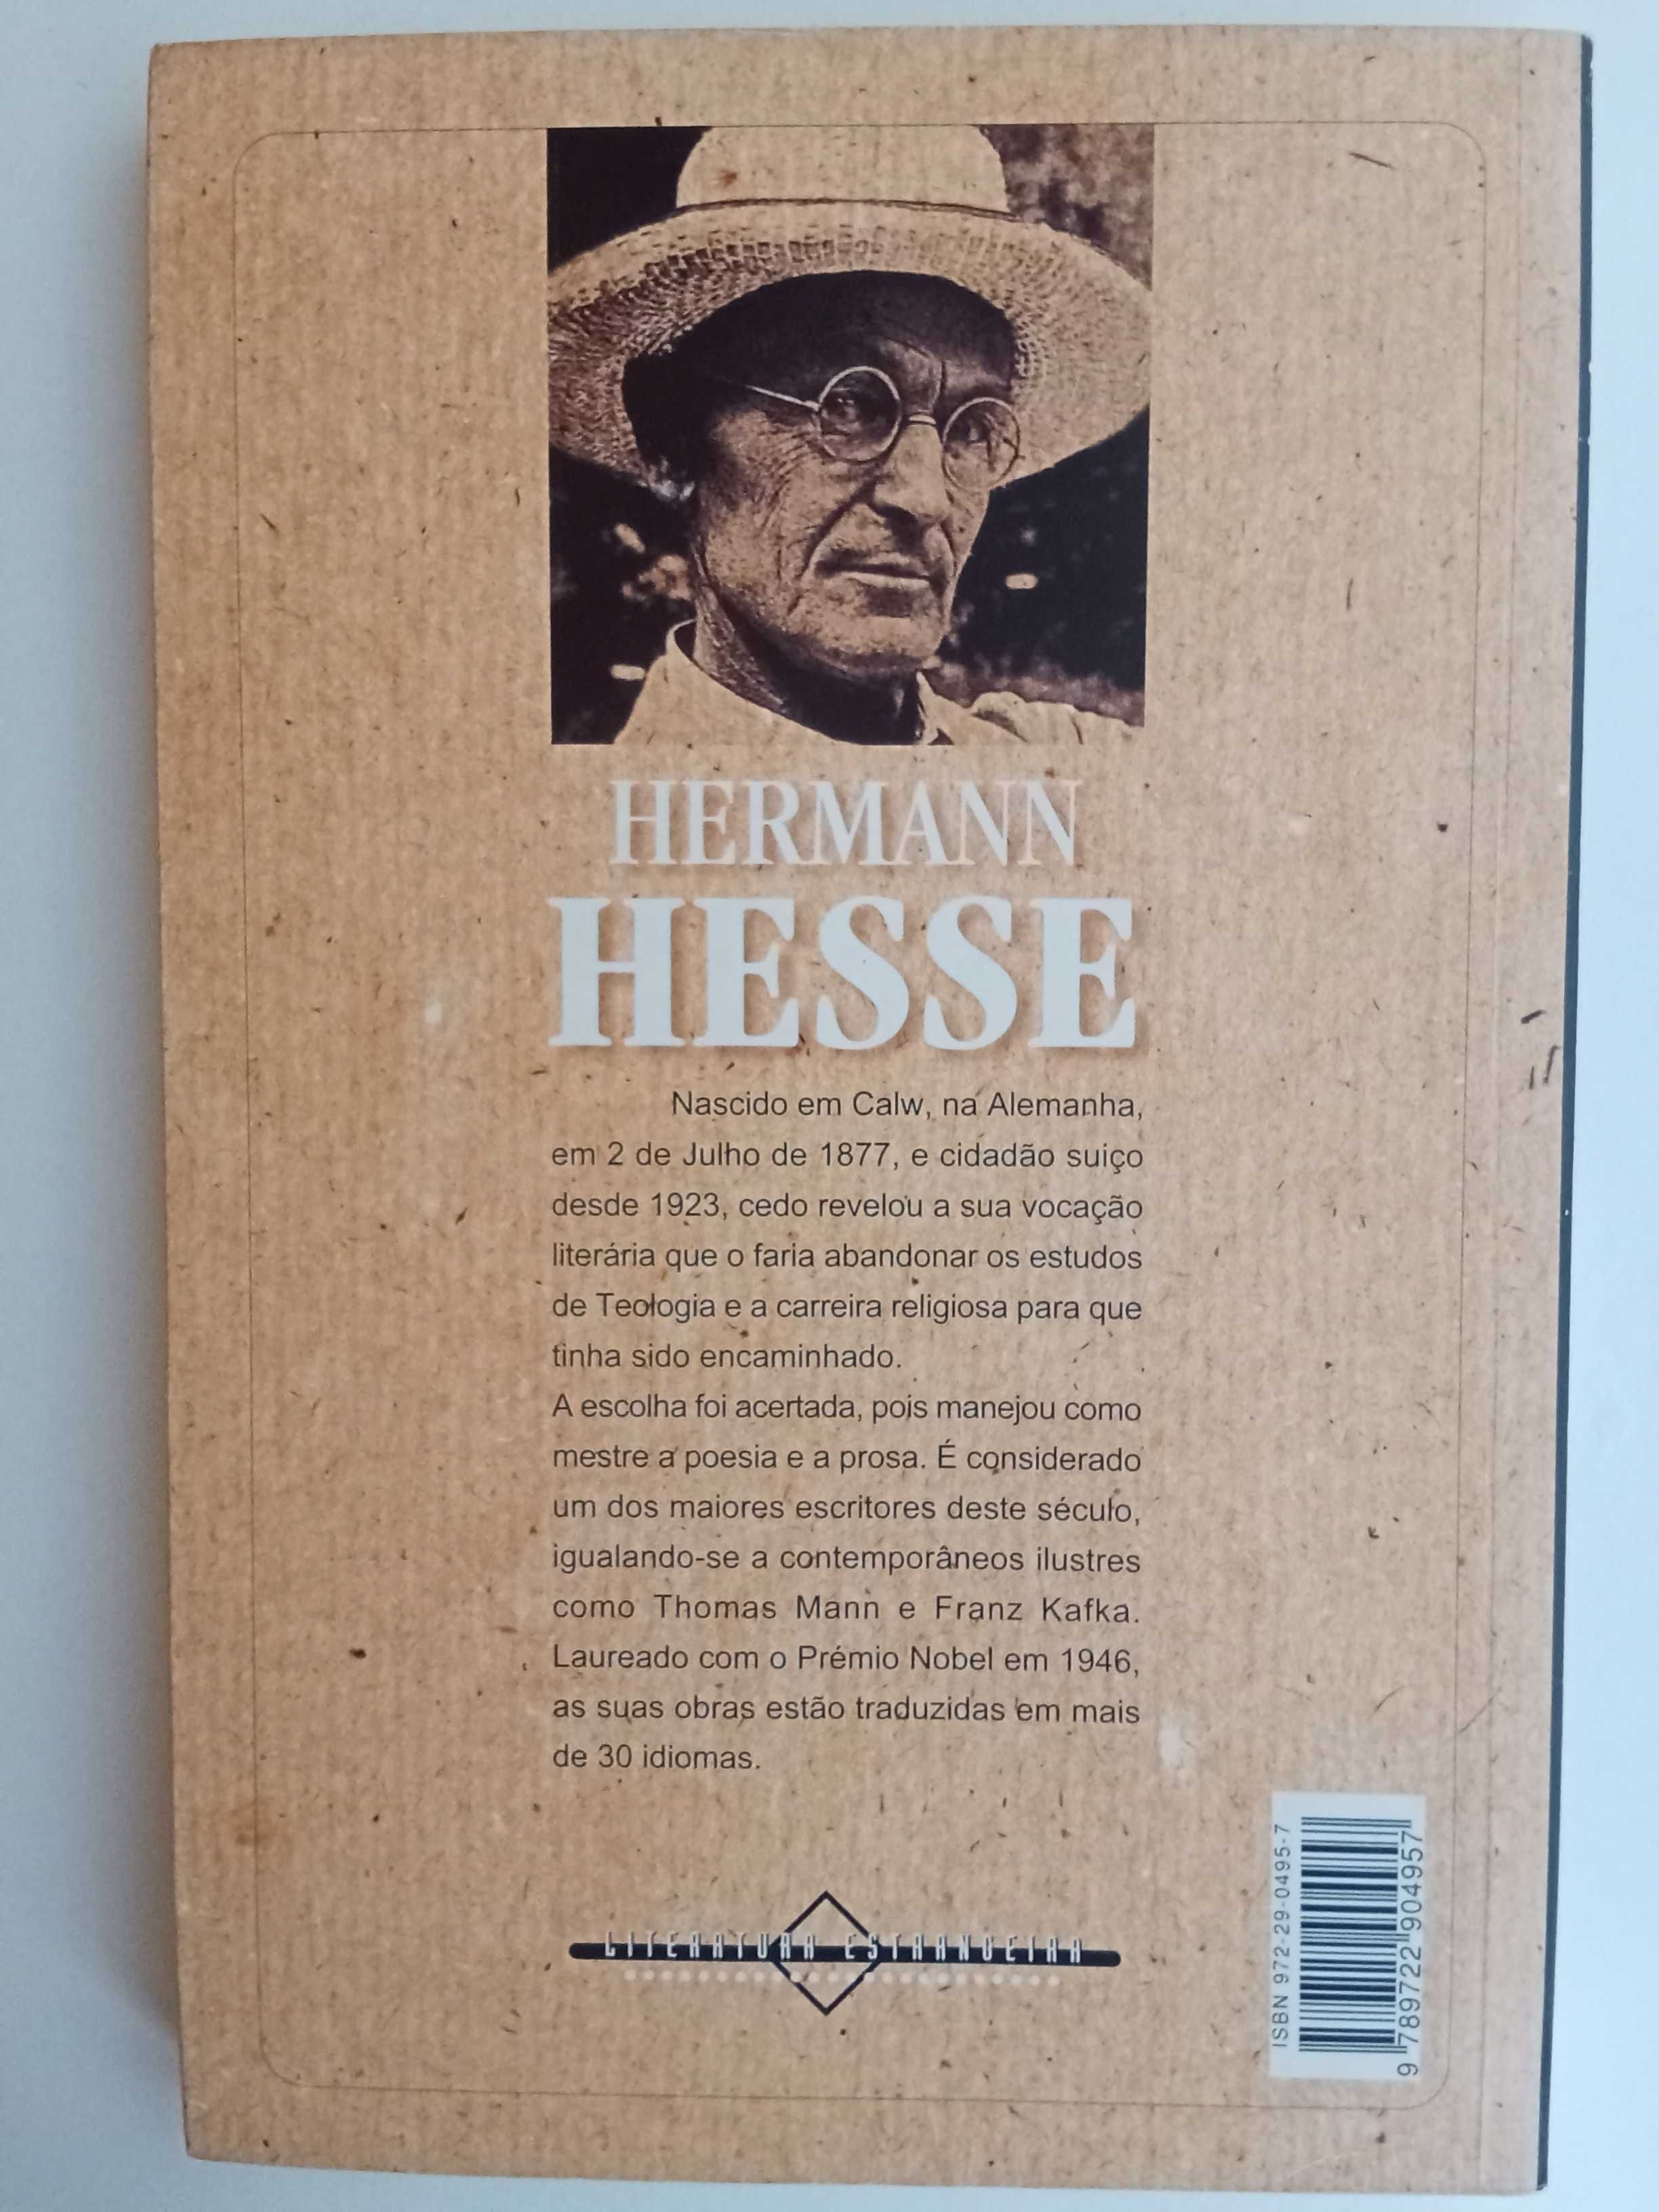 HERMANN
HESSE
Nascido em Calw, na Alemanha,
em 2 de Julho de 1877, e cidadão suiço
desde 1923, cedo revelou a sua vocação
literária que o faria abandonar os estudos
de Teologia e a carreira religiosa para que
tinha sido encaminhado.
A escolha foi acertada, pois manejou como
mestre a poesia e a prosa. É considerado
um dos maiores escritores deste século,
igualando-se a contemporâneos ilustres
como Thomas Mann e Franz Kafka.
Laureado com o Prémio Nobel em 1946,
as suas obras estão traduzidas em mais
de 30 idiomas.
LITERATURA ESTRANGEIRA
ISBN 972-29-0495-7
9 789722 904957